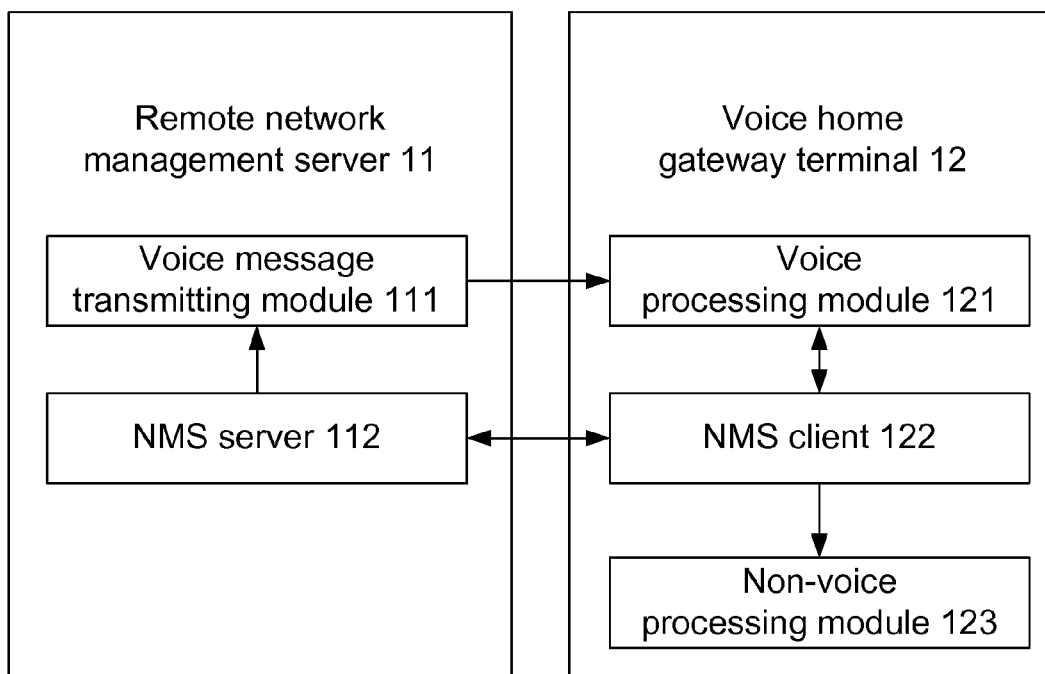 Remote network
management server 11
Voice message
transmitting module 111
NMS server 112
Voice home
gateway terminal 12
Voice
processing module 121
NMS client 122
Non-voice
processing module 123